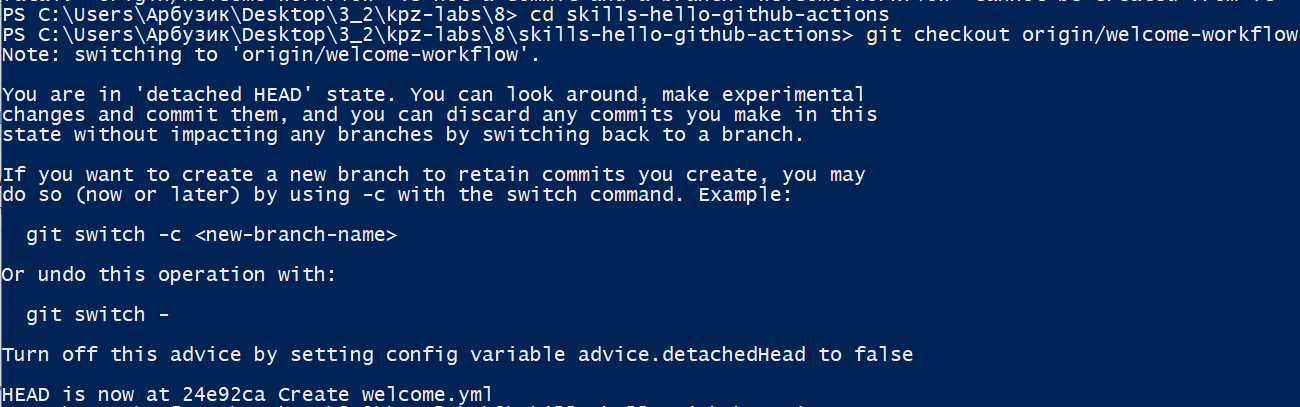 PS C:\Users\Арбузик\Desktop\3_2\kpz-labs\8> cd skills-hello-github-actions
PS C:\Users\Арбузик\Desktop\3_2\kpz-labs\8\skills-hello-github-actions> git checkout origin/welcome-workflow
Note: switching to 'origin/welcome-workflow'.
You are in 'detached HEAD' state. You can look around, make experimental
changes and commit them, and you can discard any commits you make in this
state without impacting any branches by switching back to a branch.
If you want to create a new branch to retain commits you create, you may
do so (now or later) by using -c with the switch command. Example:
git switch -c <new-branch-name>
Or undo this operation with:
git switch -
Turn off this advice by setting config variable advice.detachedHead to false
HEAD is now at 24e92ca Create welcome.yml